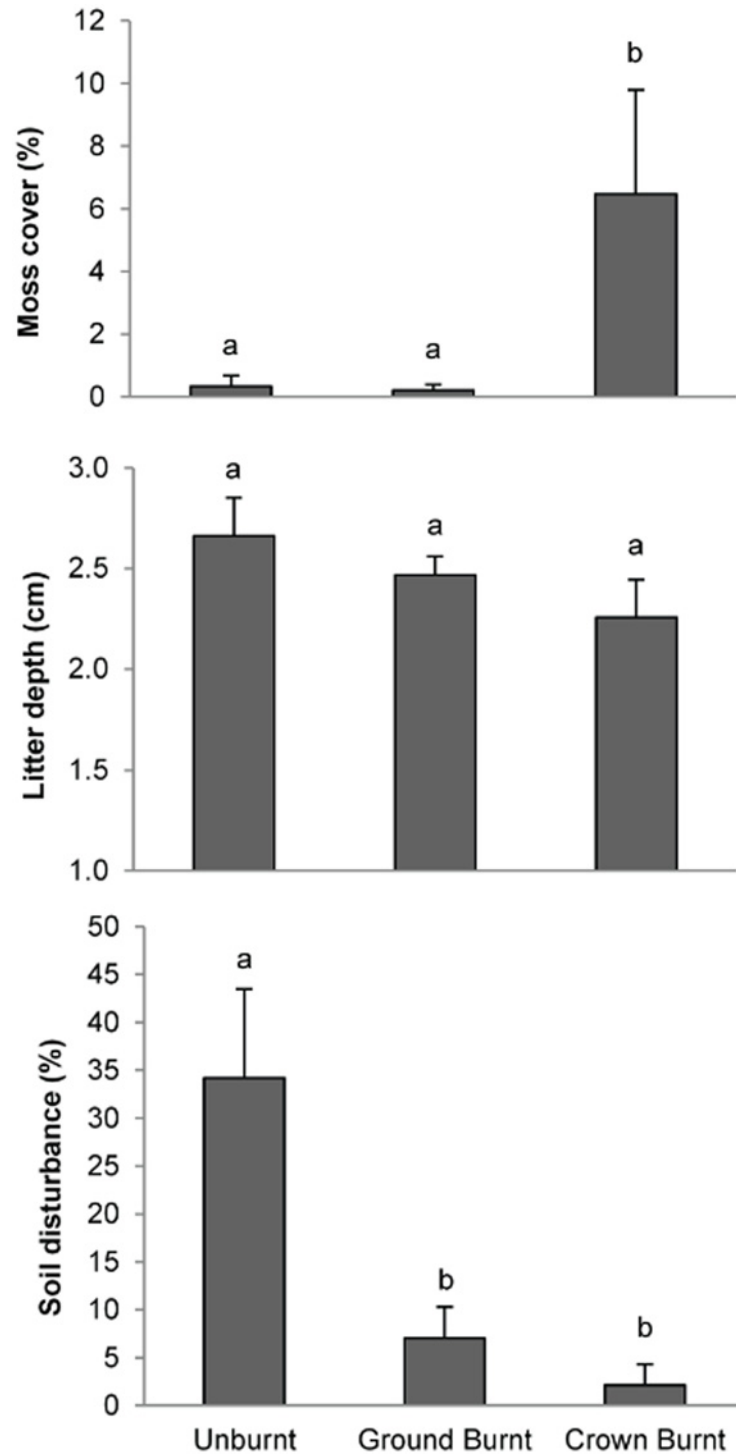 Moss cover (%)
12
10
8
6
4
2
0
a
a
b
Litter depth (cm)
3.0
2.5
2.0
1.5
1.0
a
a
a
Soil disturbance (%)
50
45
40
35
30
25
20
15
10
5
0
a
b
b
Unburnt
Ground Burnt
Crown Burnt